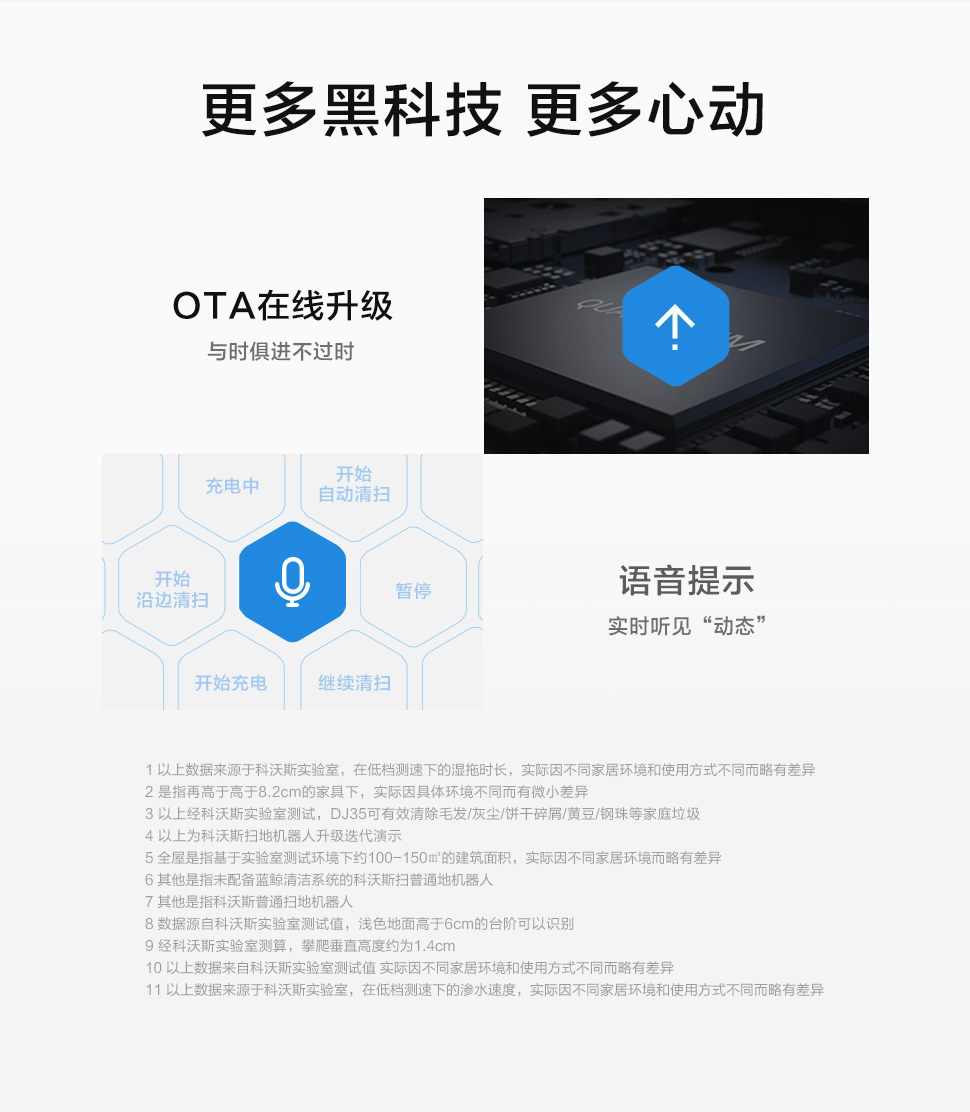 更多黑科技 更多心动
OTA在线升级
与时俱进不过时
QU
M
充电中
开始
自动清扫
开始
沿边清扫
暂停
开始充电
继续清扫
语音提示
实时听见“动态”
1 以上数据来源于科沃斯实验室，在低档测速下的湿拖时长，实际因不同家居环境和使用方式不同而略有差异
2 是指再高于高于8.2cm的家具下，实际因具体环境不同而有微小差异
3 以上经科沃斯实验室测试，DJ35可有效清除毛发/灰尘/饼干碎屑/黄豆/钢珠等家庭垃圾
4 以上为科沃斯扫地机器人升级迭代演示
5 全屋是指基于实验室测试环境下约100-150㎡的建筑面积，实际因不同家居环境而略有差异
6 其他是指未配备蓝鲸清洁系统的科沃斯扫普通地机器人
7 其他是指科沃斯普通扫地机器人
8 数据源自科沃斯实验室测试值，浅色地面高于6cm的台阶可以识别
9 经科沃斯实验室测算，攀爬垂直高度约为1.4cm
10 以上数据来自科沃斯实验室测试值 实际因不同家居环境和使用方式不同而略有差异
11 以上数据来源于科沃斯实验室，在低档测速下的渗水速度，实际因不同家居环境和使用方式不同而略有差异